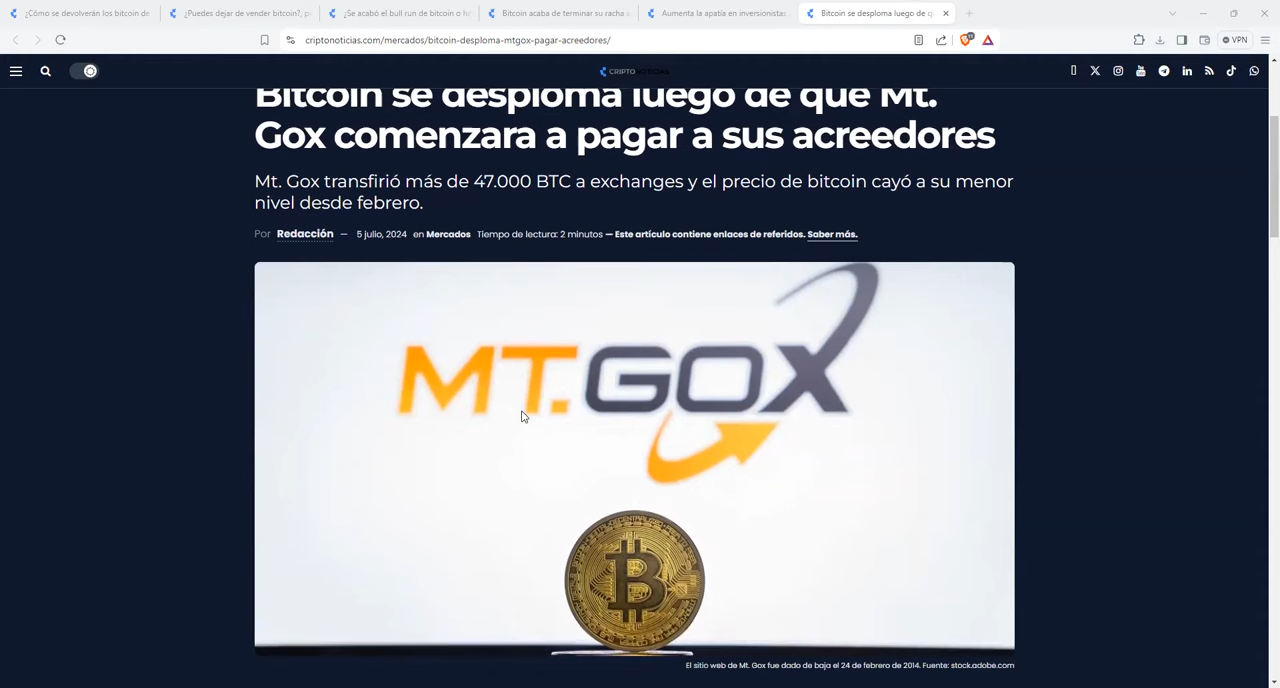 ¿Cómo se devolverán los bitcoin de
¿Puedes dejar de vender bitcoin?, p
¿Se acabó el bull run de bitcoin o h
Bitcoin acaba de terminar su racha
Aumenta la apatía en inversionistas
Bitcoin se desploma luego de q
criptonoticias.com/mercados/bitcoin-desploma-mtgox-pagar-acreedores/
VPN
CRIPTONOTICIAS
Bitcoin se desploma luego de que Mt.
Gox comenzara a pagar a sus acreedores
Mt. Gox transfirió más de 47.000 BTC a exchanges y el precio de bitcoin cayó a su menor
nivel desde febrero.
Por Redacción — 5 julio, 2024 en Mercados Tiempo de lectura: 2 minutos — Este artículo contiene enlaces de referidos. Saber más.
MT.GOX
El sitio web de Mt. Gox fue dado de baja el 24 de febrero de 2014. Fuente: stock.adobe.com